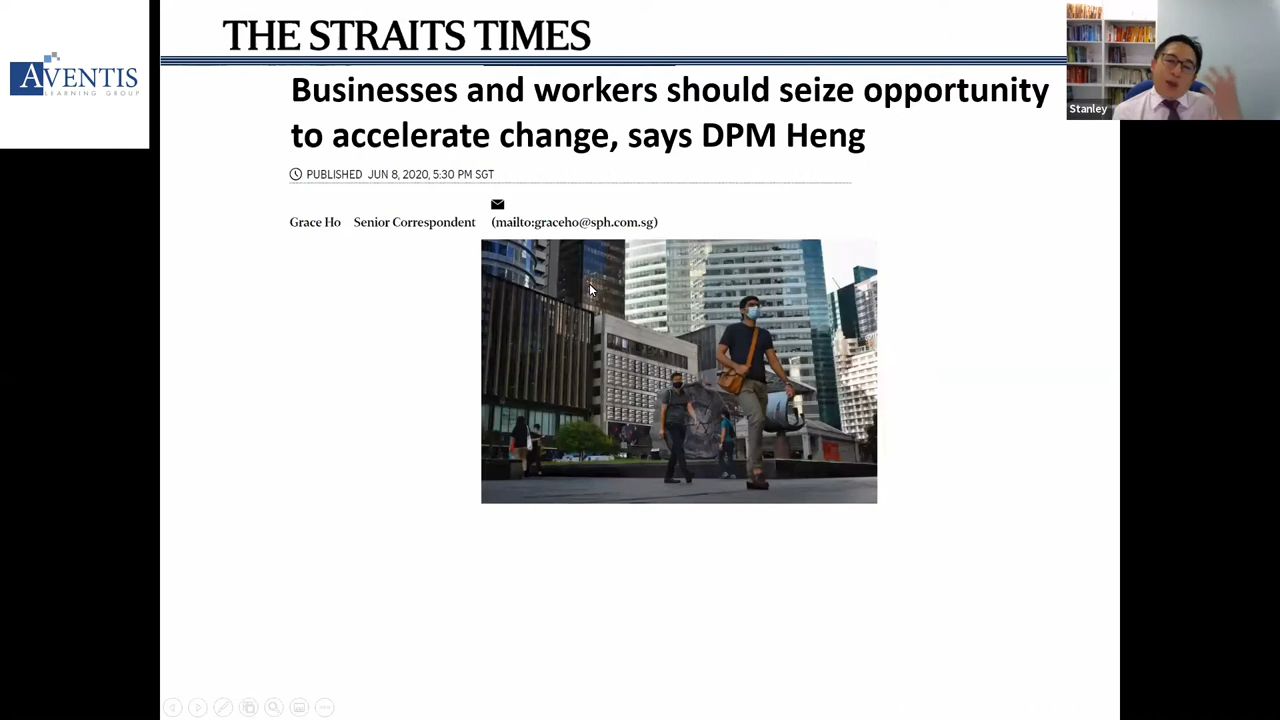 THE STRAITS TIMES
AVENTIS
LEARNING GROUP
Stanley
Businesses and workers should seize opportunity
to accelerate change, says DPM Heng
PUBLISHED JUN 8, 2020, 5:30 PM SGT
Grace Ho Senior Correspondent (mailto:graceho@sph.com.sg)